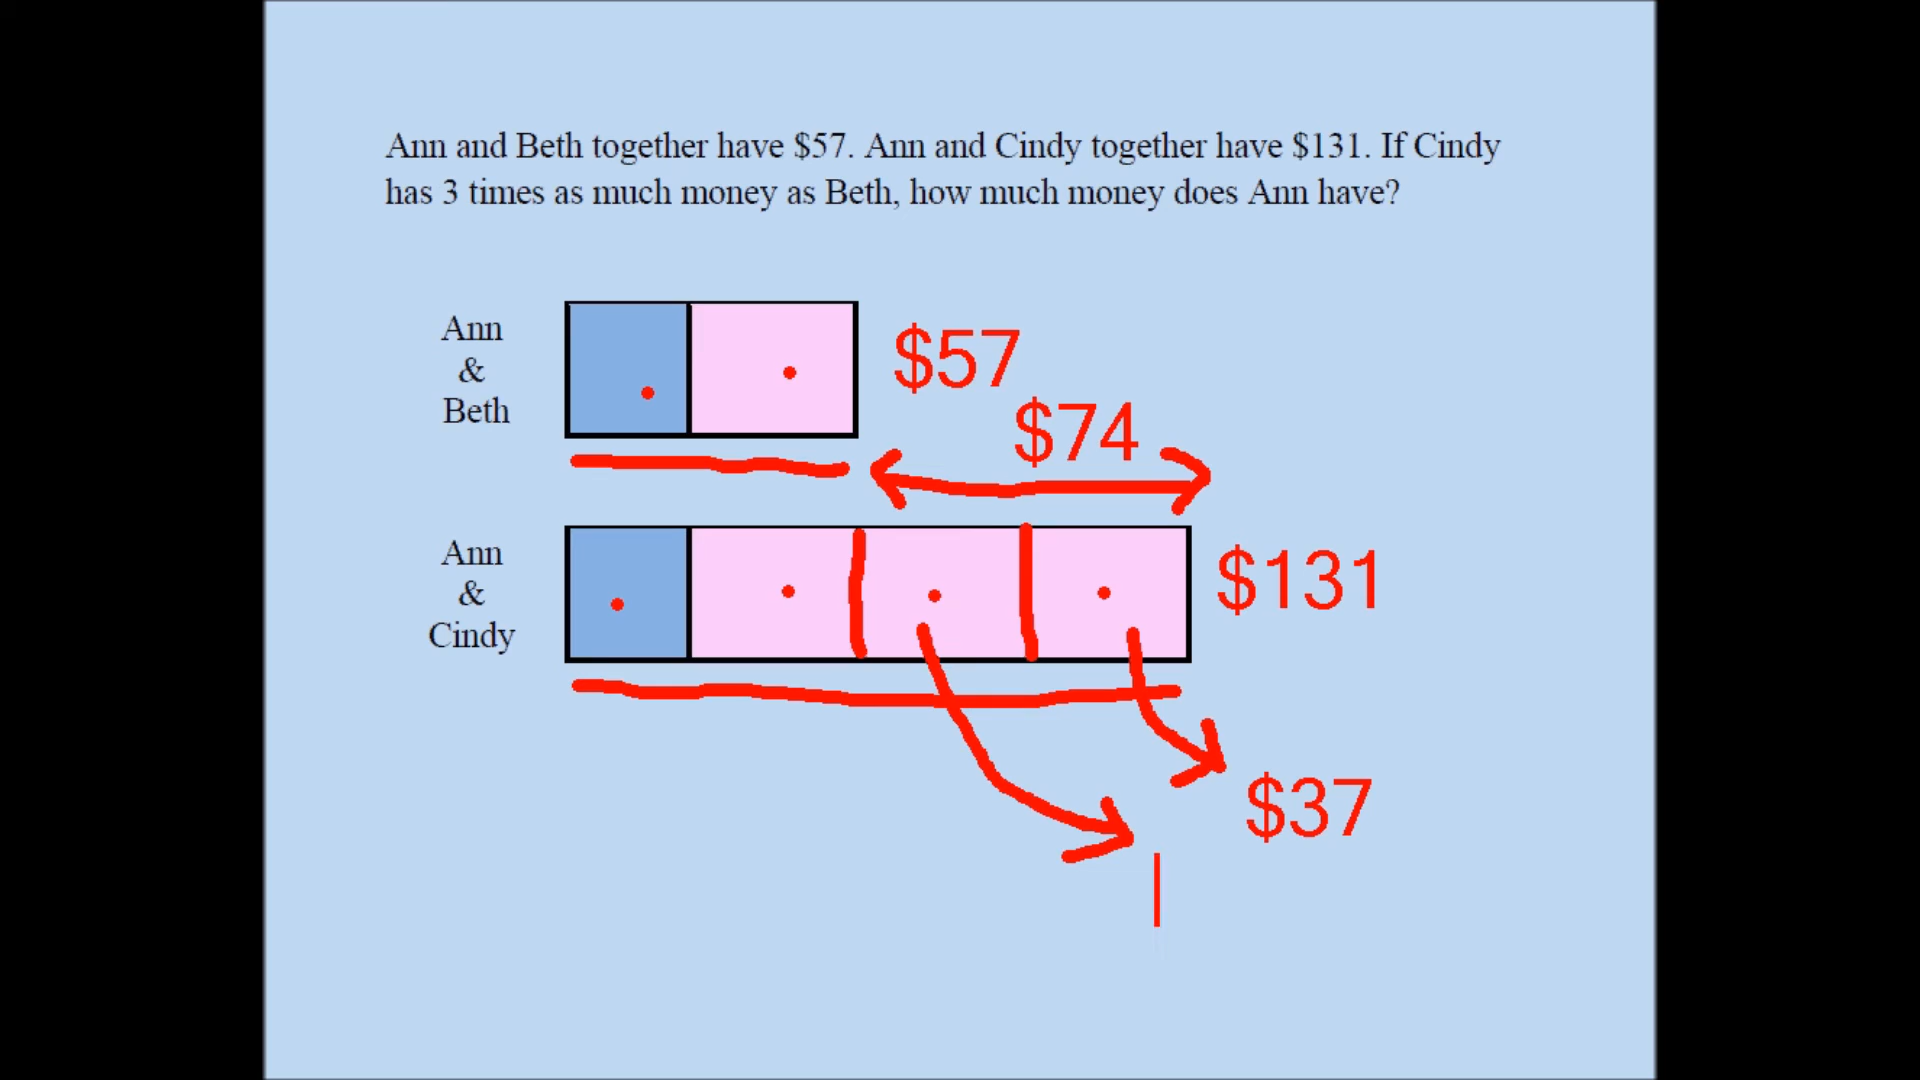 Ann and Beth together have $57. Ann and Cindy together have $131. If Cindy
has 3 times as much money as Beth, how much money does Ann have?
Ann
&
Beth
$57
$74
Ann
&
Cindy
$131
$37